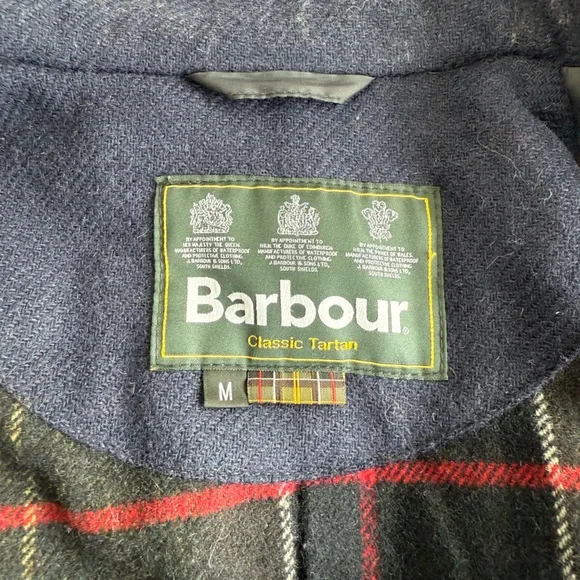 BY APPOINTMENT TO
HER MAJESTY THE QUEEN
MANUFACTURERS OF WATERPROOF
AND PROTECTIVE CLOTHING
J. BARBOUR & SONS LTD.,
SOUTH SHIELDS.
BY APPOINTMENT TO
H.R.H. THE DUKE OF EDINBURGH
MANUFACTURERS OF WATERPROOF
AND PROTECTIVE CLOTHING
J. BARBOUR & SONS LTD.,
SOUTH SHIELDS.
BY APPOINTMENT TO
H.R.H. THE PRINCE OF WALES.
MANUFACTURERS OF WATERPROOF
AND PROTECTIVE CLOTHING
J. BARBOUR & SONS LTD.,
SOUTH SHIELDS.
Barbour®
Classic Tartan
M